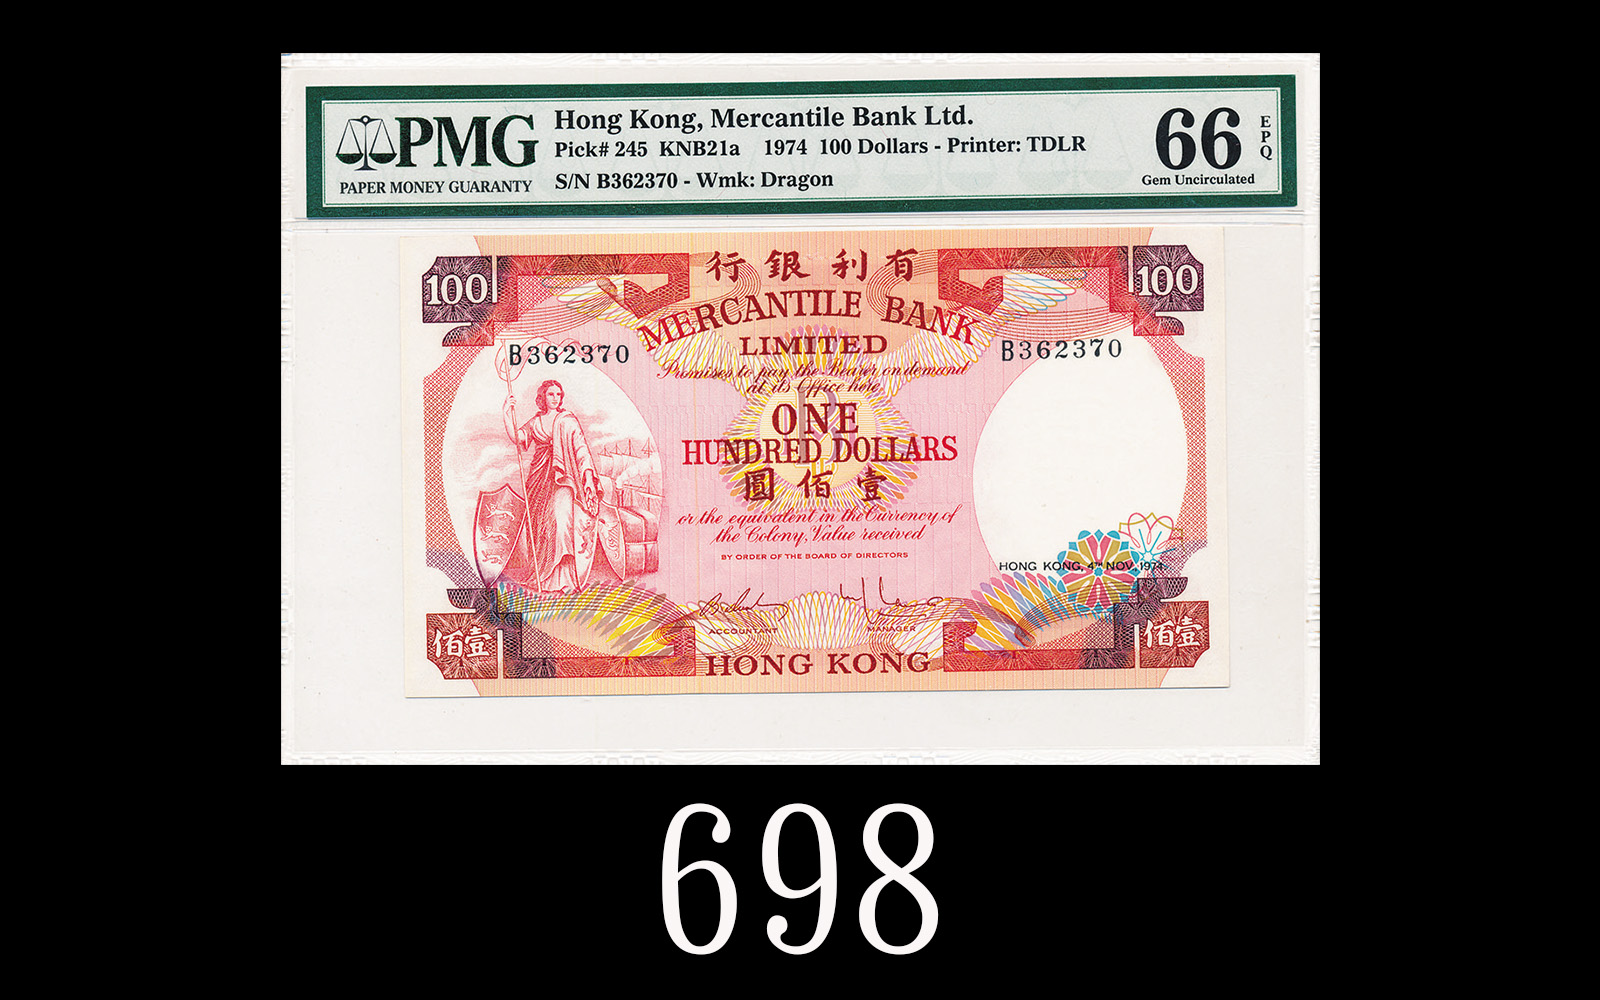 PMG
PAPER MONEY GUARANTY
Hong Kong, Mercantile Bank Ltd.
Pick# 245 KNB21a 1974 100 Dollars - Printer: TDLR
S/N B362370 - Wmk: Dragon
66
EPQ
Gem Uncirculated
100
行銀利有
100
MERCANTILE BANK
LIMITED
B362370
B362370
Promises to pay the Bearer on demand
at its Office here,
ONE
HUNDRED DOLLARS
圓佰壹
or the equivalent in the Currency of
the Colony, Value received
BY ORDER OF THE BOARD OF DIRECTORS
HONG KONG, 4TH NOV. 1974.
ACCOUNTANT
MANAGER
佰壹
HONG KONG
佰壹
698